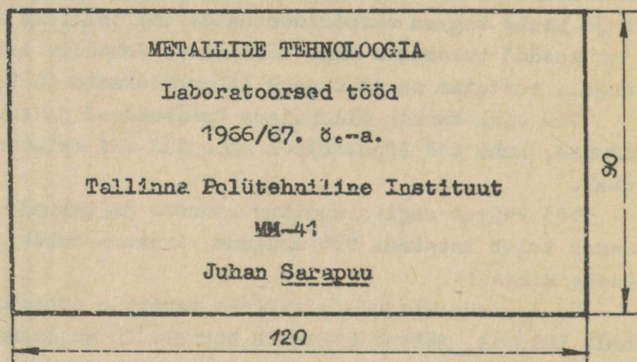 METALLIDE TEHNOLOOGIA
Laboratoorsed tööd
1966/67. õ.-a.
Tallinna Polütehniline Instituut
MM-41
Juhan Sarapuu
90
120